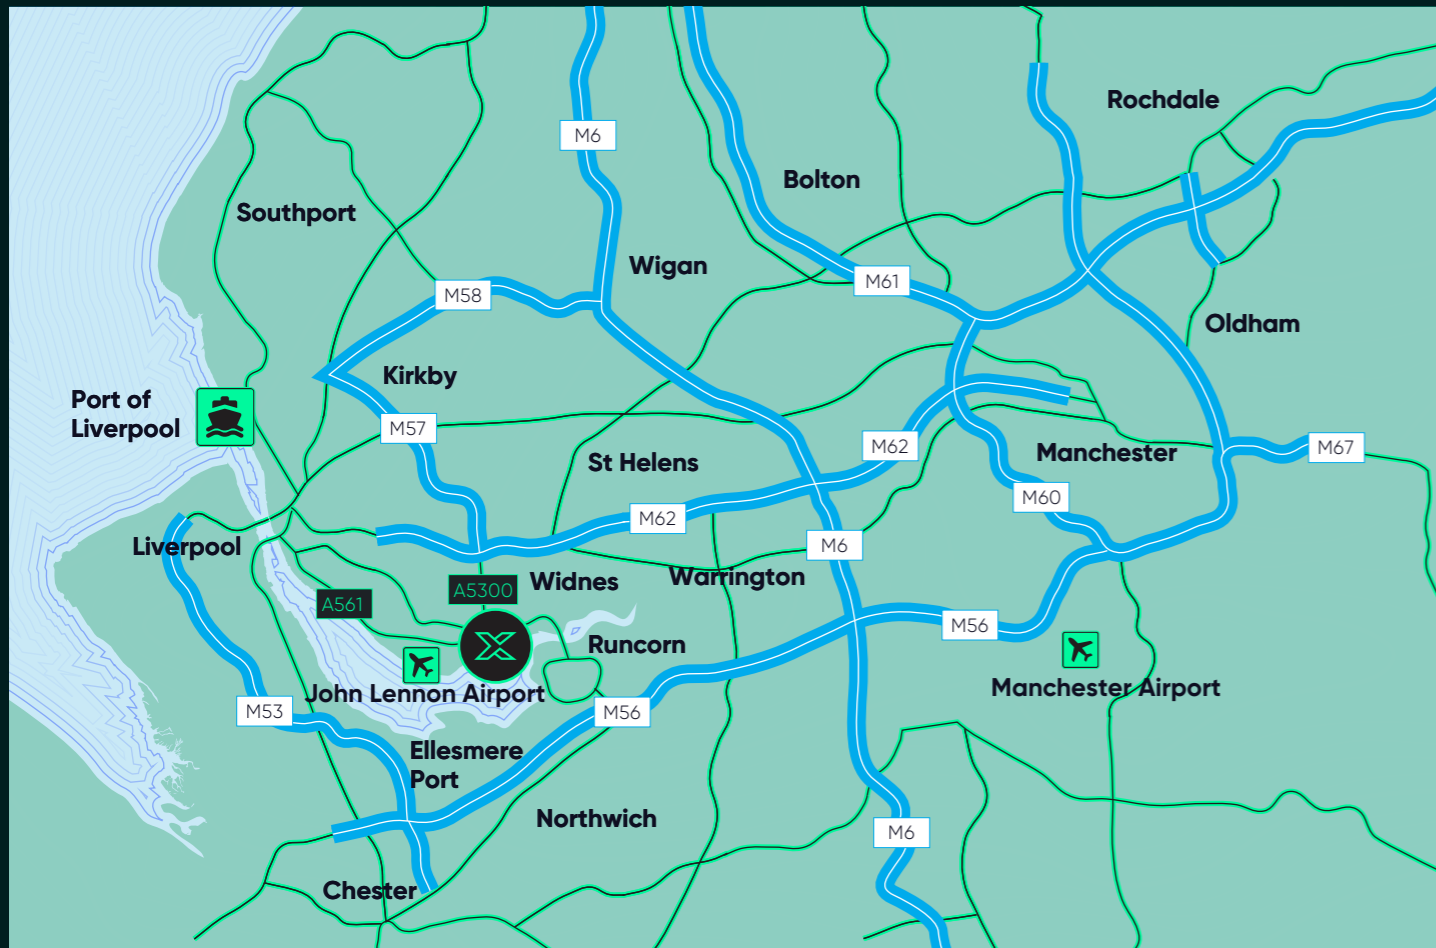 Rochdale
M6
Bolton
Southport
Wigan
M61
M58
Oldham
Kirkby
Port of
Liverpool
M57
M62
St Helens
Manchester
M67
M60
M62
Liverpool
M6
Warrington
Widnes
A5300
A561
M56
Runcorn
Manchester Airport
John Lennon Airport
M53
M56
Ellesmere
Port
Northwich
M6
Chester